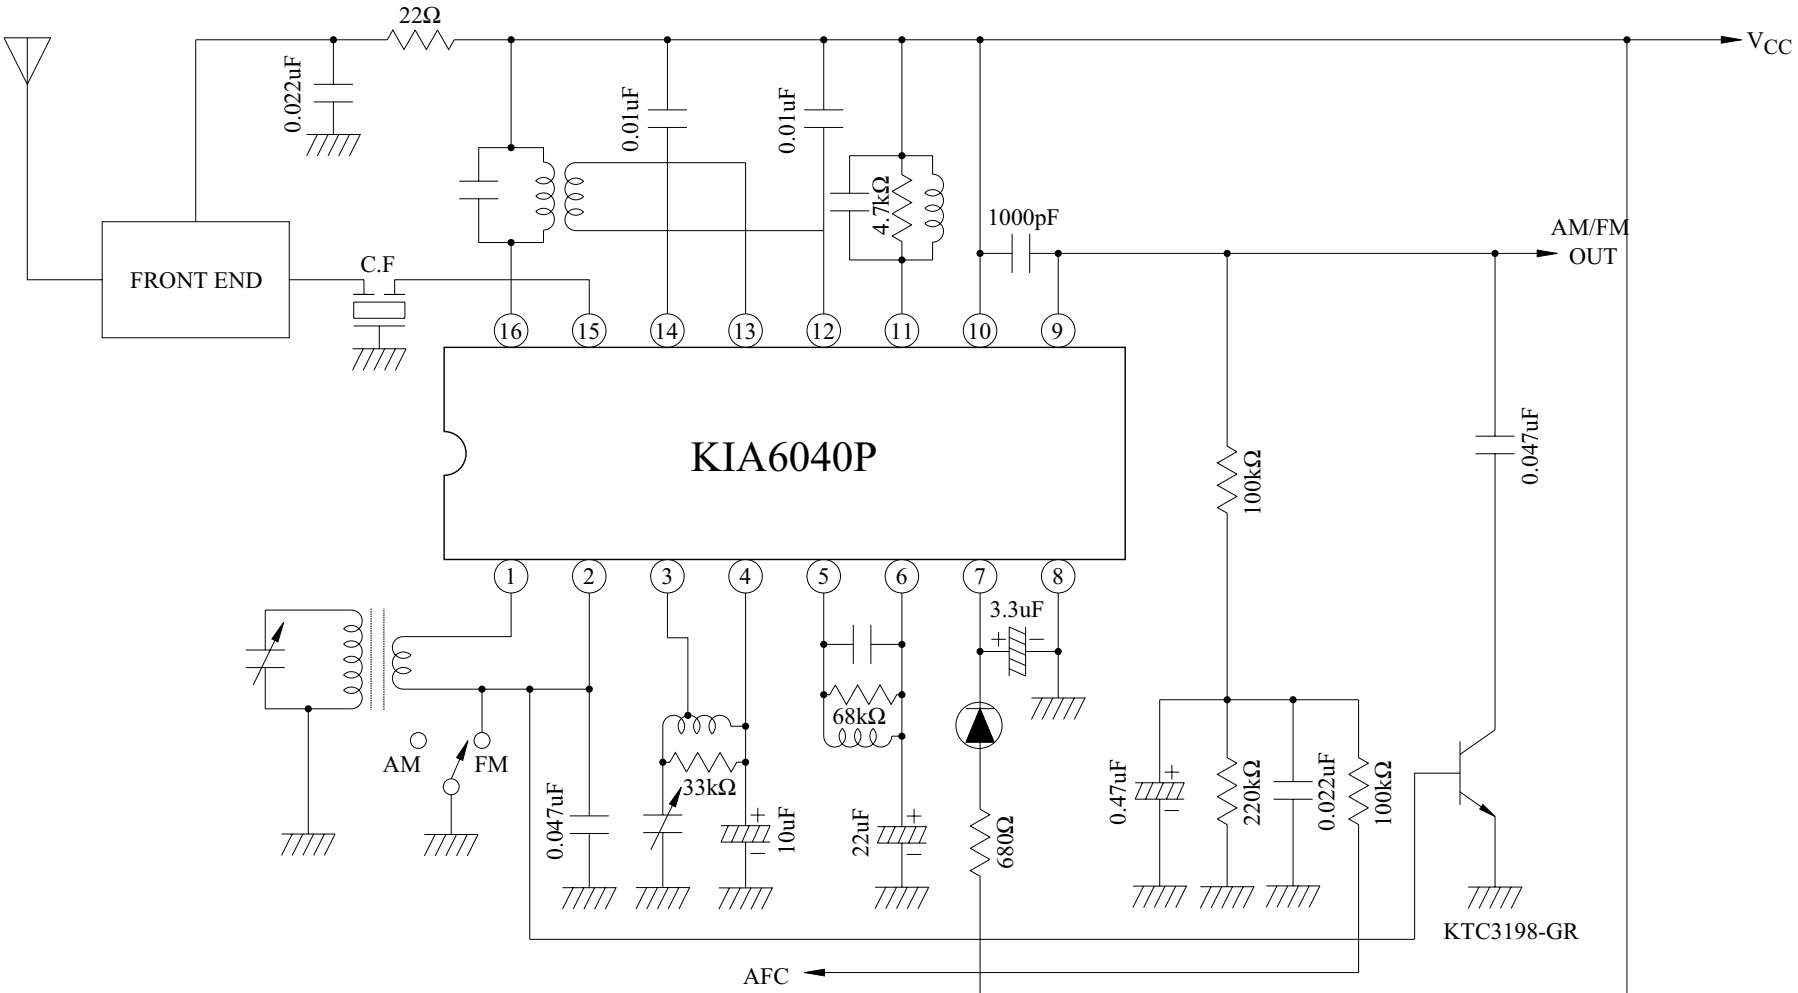 22Ω
VCC
0.022uF
0.01uF
0.01uF
4.7kΩ
1000pF
AM/FM
OUT
C.F
FRONT END
16
15
14
13
12
11
10
9
KIA6040P
0.047uF
100kΩ
1
2
3
4
5
6
7
8
3.3uF
+
−
68kΩ
AM
FM
33kΩ
0.047uF
+
−
10uF
22uF
+
−
680Ω
0.47uF
+
−
220kΩ
0.022uF
100kΩ
KTC3198-GR
AFC